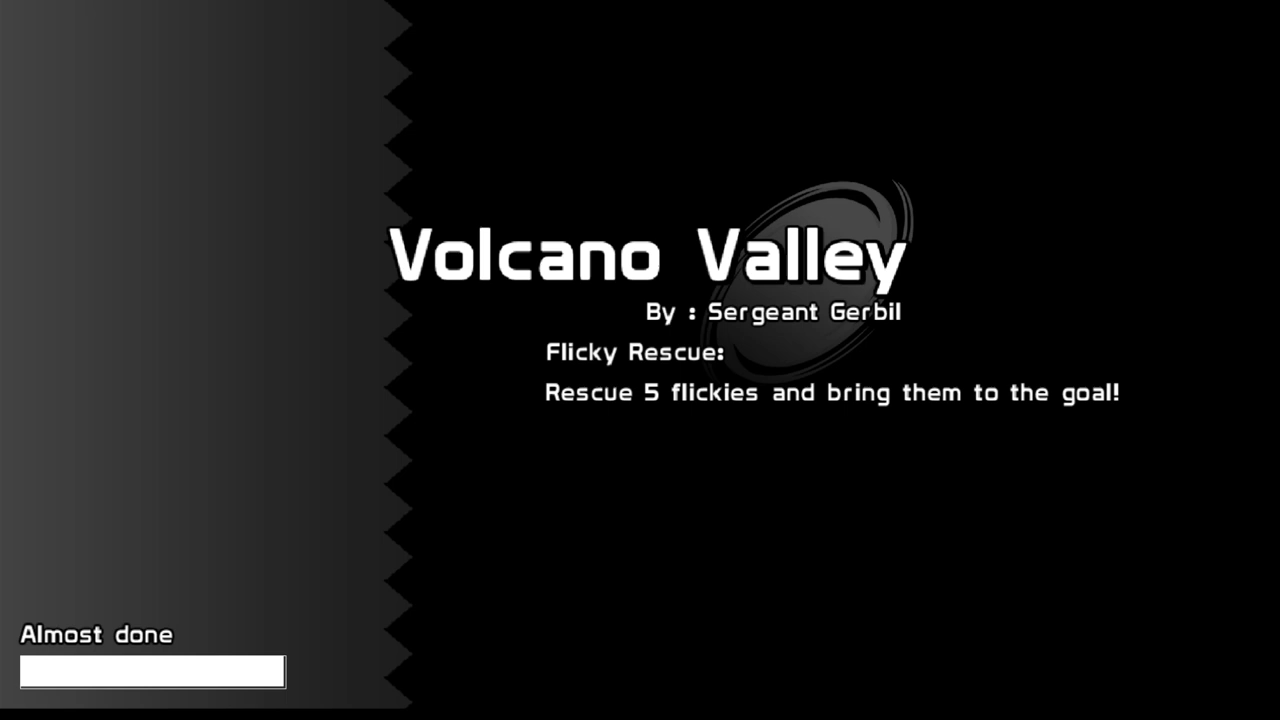 Volcano Valley
By : Sergeant Gerbil
Flicky Rescue:
Rescue 5 flickies and bring them to the goal!
Almost done